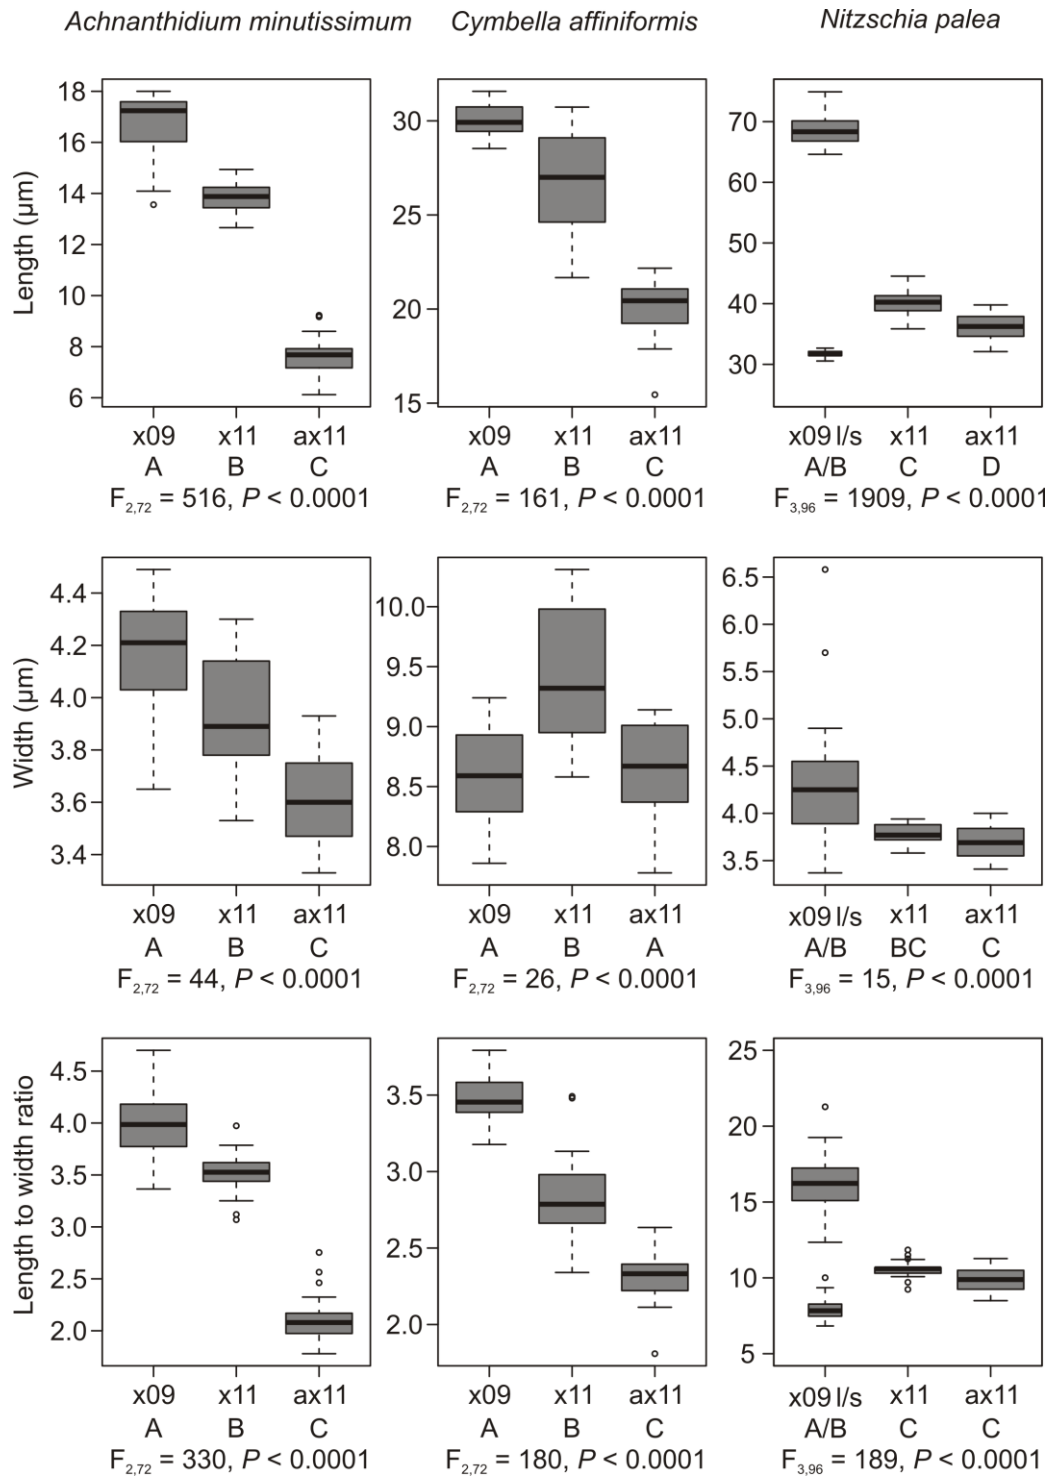 Achnanthidium minutissimum Cymbella affiniformis Nitzschia palea
Length (µm)
18
16
14
12
10
8
6
x09 x11 ax11
A B C
F2,72 = 516, P < 0.0001
30
25
20
15
x09 x11 ax11
A B C
F2,72 = 161, P < 0.0001
70
60
50
40
30
x09 l/s x11 ax11
A/B C D
F3,96 = 1909, P < 0.0001
Width (µm)
4.4
4.2
4.0
3.8
3.6
3.4
x09 x11 ax11
A B C
F2,72 = 44, P < 0.0001
10.0
9.5
9.0
8.5
8.0
x09 x11 ax11
A B A
F2,72 = 26, P < 0.0001
6.5
6.0
5.5
5.0
4.5
4.0
3.5
x09 l/s x11 ax11
A/B BC C
F3,96 = 15, P < 0.0001
Length to width ratio
4.5
4.0
3.5
3.0
2.5
2.0
x09 x11 ax11
A B C
F2,72 = 330, P < 0.0001
3.5
3.0
2.5
2.0
x09 x11 ax11
A B C
F2,72 = 180, P < 0.0001
25
20
15
10
5
x09 l/s x11 ax11
A/B C C
F3,96 = 189, P < 0.0001